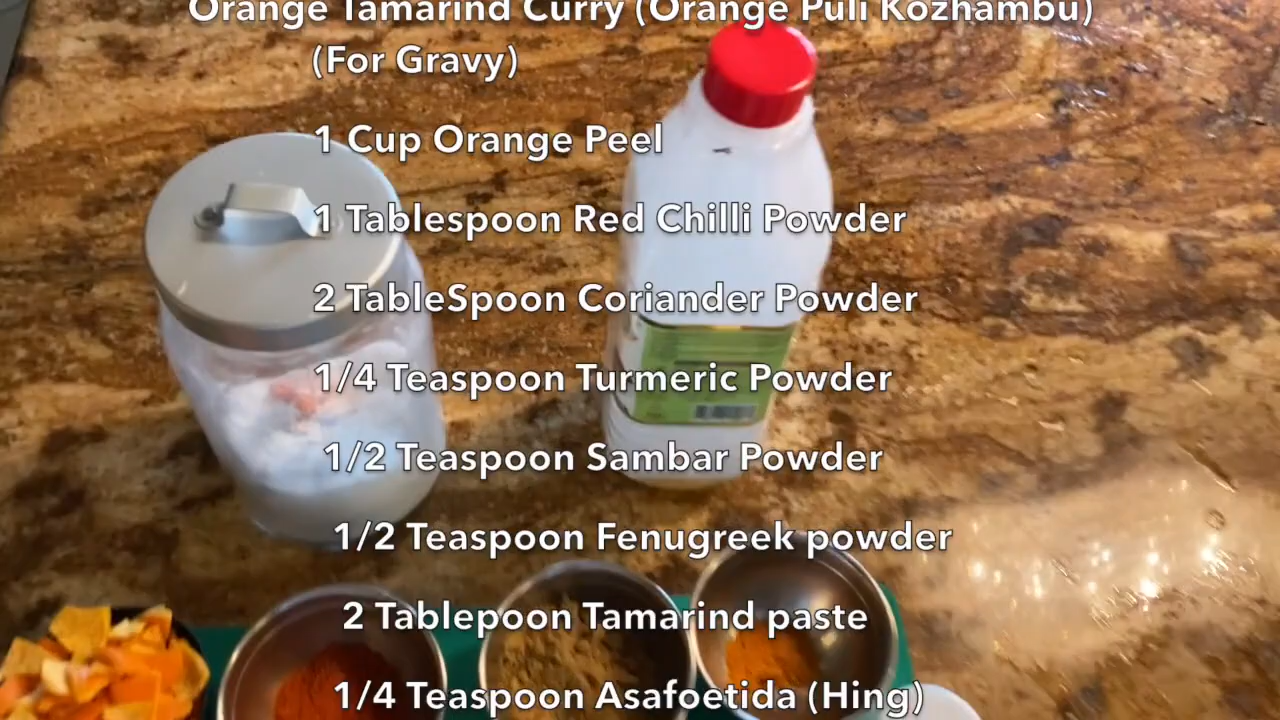 Orange Tamarind Curry (Orange Puli Kozhambu)
(For Gravy)
1 Cup Orange Peel
1 Tablespoon Red Chilli Powder
2 TableSpoon Coriander Powder
1/4 Teaspoon Turmeric Powder
1/2 Teaspoon Sambar Powder
1/2 Teaspoon Fenugreek powder
2 Tablepoon Tamarind paste
1/4 Teaspoon Asafoetida (Hing)